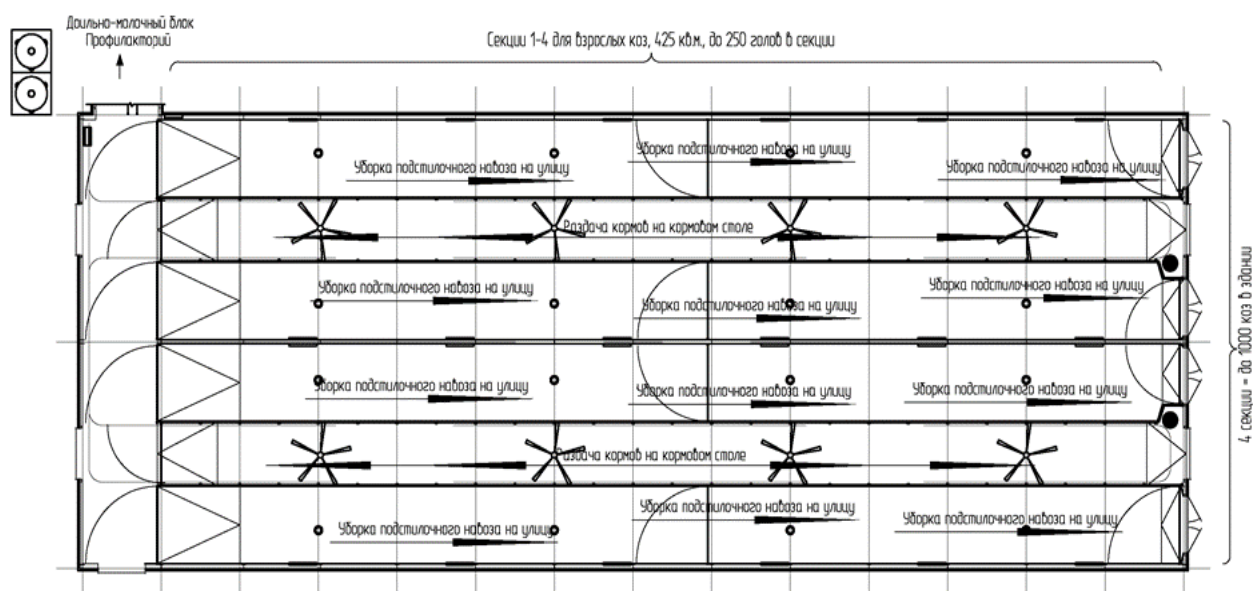 Доильно-молочный блок
Профилакторий
Секции 1-4 для взрослых коз, 425 кв.м., до 250 голов в секции
Уборка подстилочного навоза на улицу
Уборка подстилочного навоза на улицу
Уборка подстилочного навоза на улицу
Раздача кормов на кормовом столе
Уборка подстилочного навоза на улицу
Уборка подстилочного навоза на улицу
Уборка подстилочного навоза на улицу
4 секции = до 1000 коз в здании
Уборка подстилочного навоза на улицу
Уборка подстилочного навоза на улицу
Уборка подстилочного навоза на улицу
Раздача кормов на кормовом столе
Уборка подстилочного навоза на улицу
Уборка подстилочного навоза на улицу
Уборка подстилочного навоза на улицу